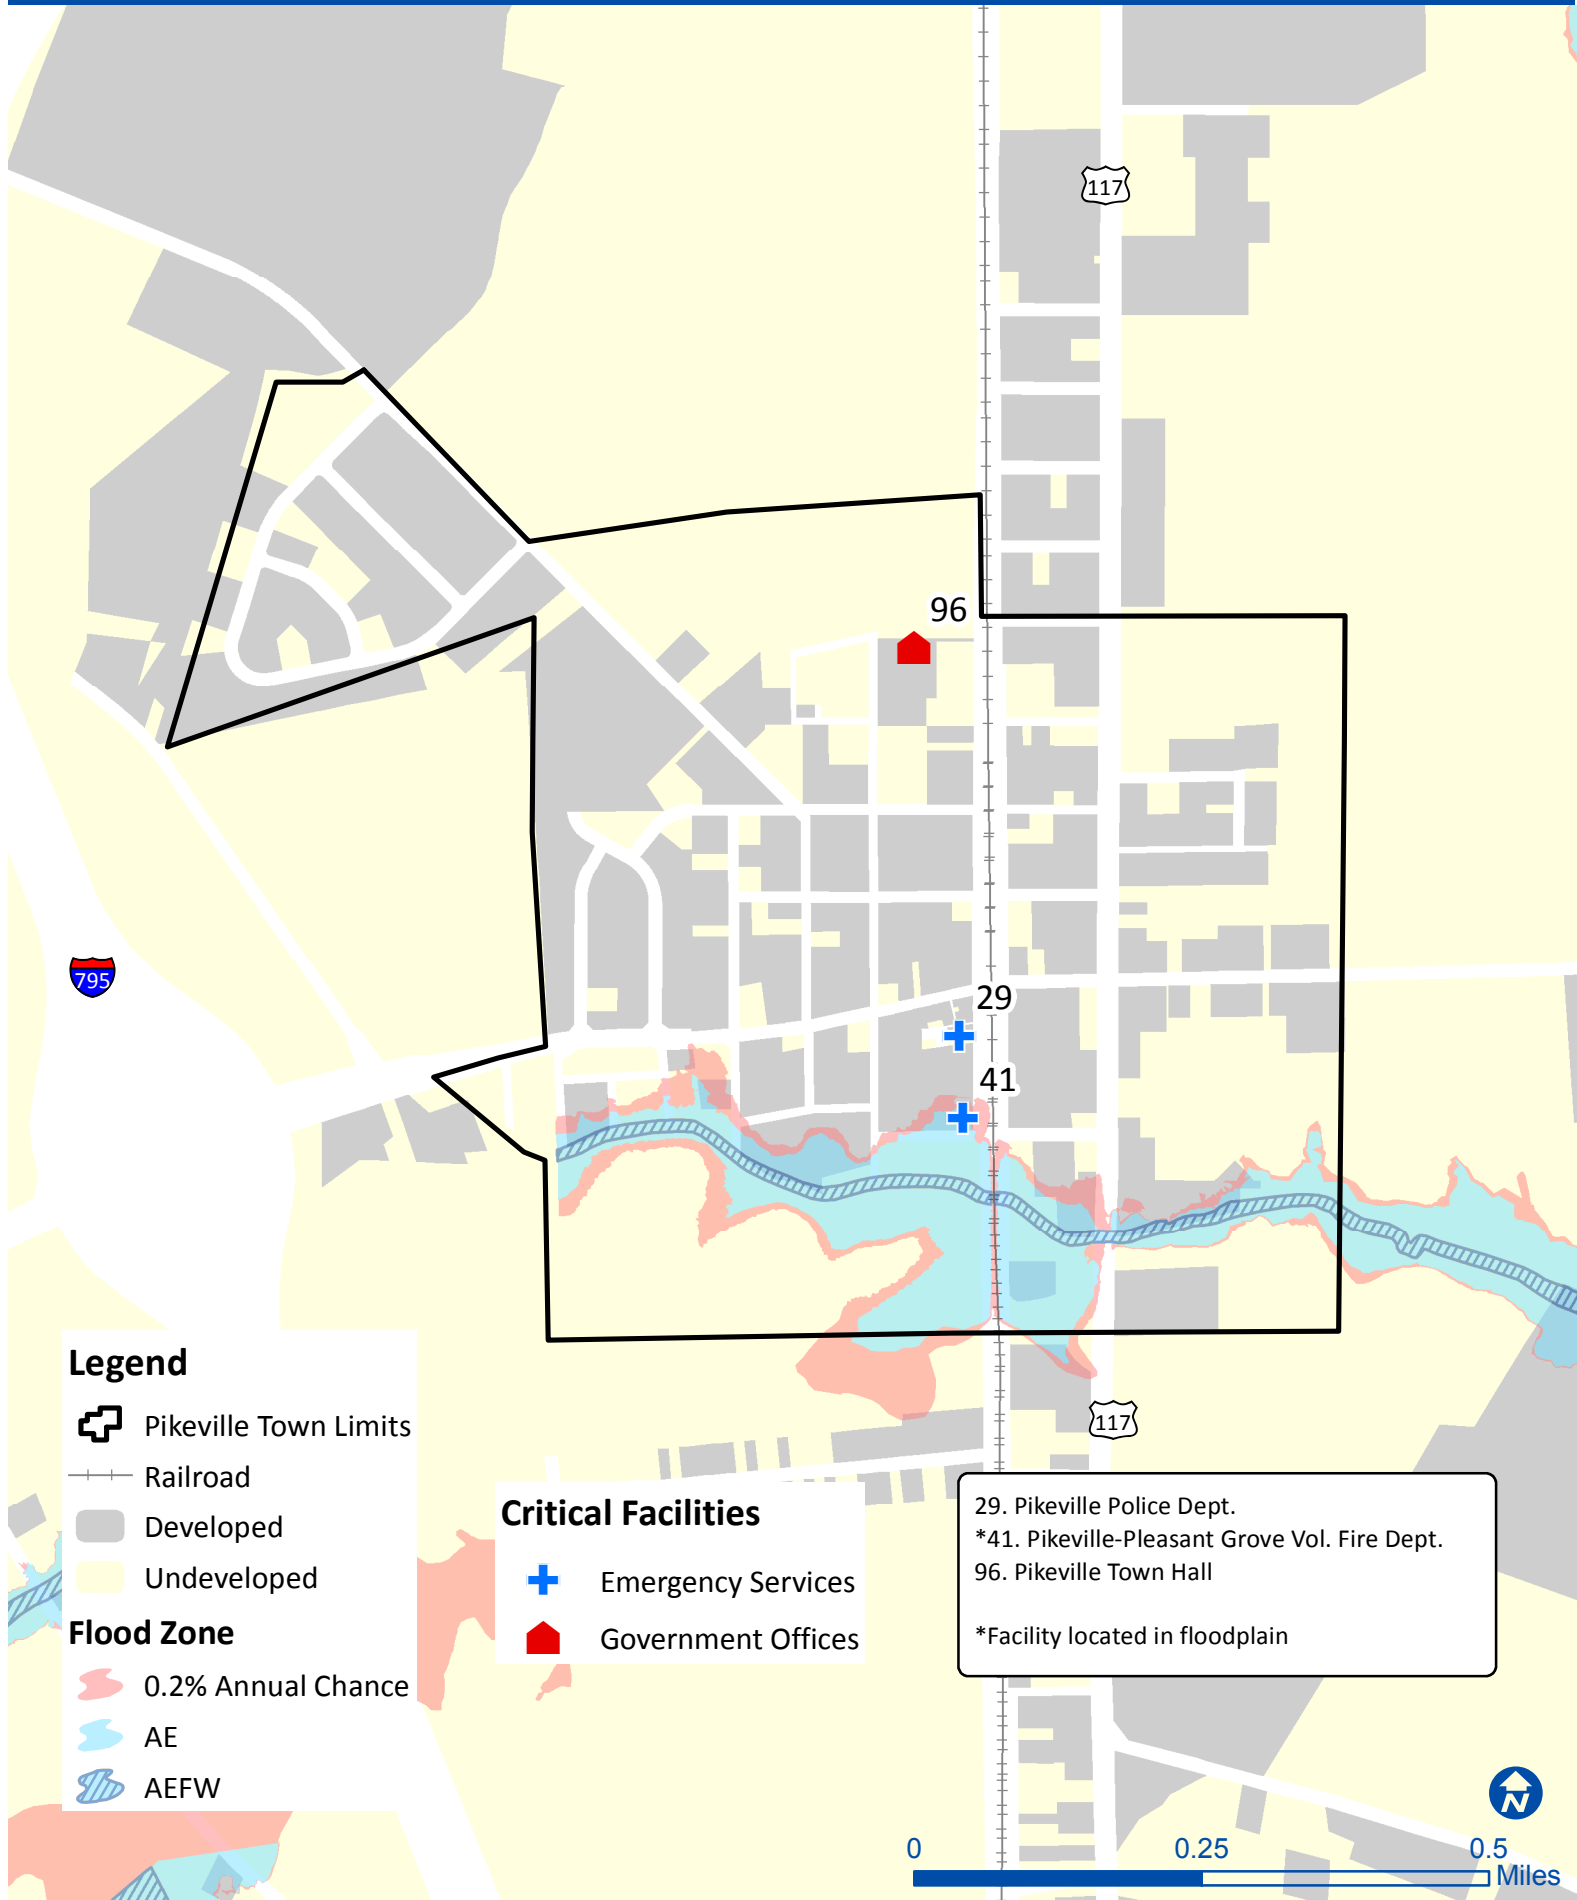 117
96
795
29
41
117
Legend
Pikeville Town Limits
Railroad
Developed
Undeveloped
Flood Zone
0.2% Annual Chance
AE
AEFW
Critical Facilities
Emergency Services
Government Offices
29. Pikeville Police Dept.
*41. Pikeville-Pleasant Grove Vol. Fire Dept.
96. Pikeville Town Hall
*Facility located in floodplain
N
0 0.25 0.5
Miles